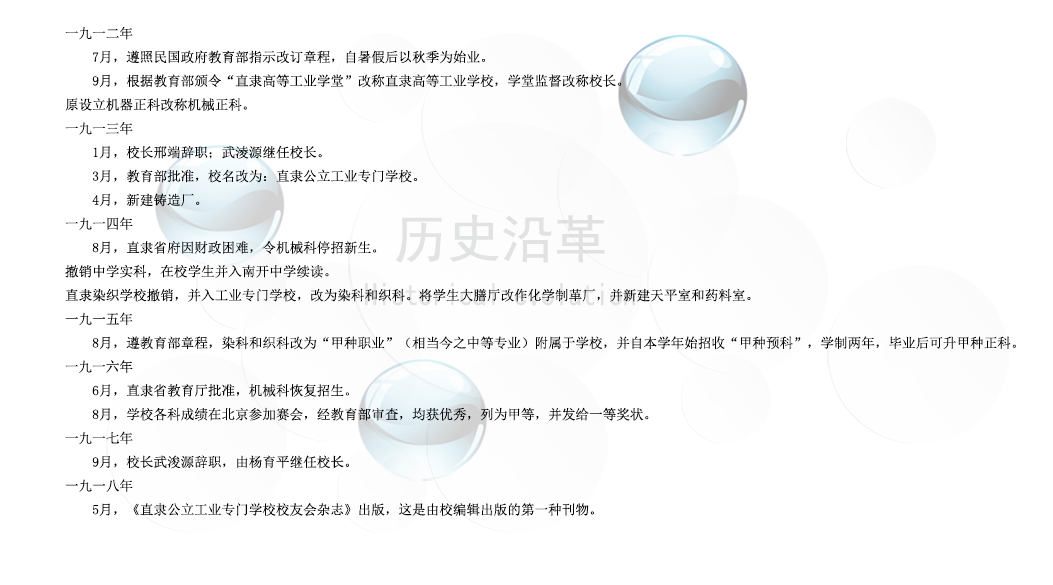 一九一二年
7月，遵照民国政府教育部指示改订章程，自暑假后以秋季为始业。
9月，根据教育部颁令“直隶高等工业学堂”改称直隶高等工业学校，学堂监督改称校长。
原设立机器正科改称机械正科。
一九一三年
1月，校长邢端辞职；武浚源继任校长。
3月，教育部批准，校名改为：直隶公立工业专门学校。
4月，新建铸造厂。
一九一四年
8月，直隶省府因财政困难，令机械科停招新生。
历史沿革
撤销中学实科，在校学生并入南开中学续读。
直隶染织学校撤销，并入工业专门学校，改为染科和织科。将学生大膳厅改作化学制革厂，并新建天平室和药料室。
Historical evolution
一九一五年
8月，遵教育部章程，染科和织科改为“甲种职业”（相当今之中等专业）附属于学校，并自本学年始招收“甲种预科”，学制两年，毕业后可升甲种正科。
一九一六年
6月，直隶省教育厅批准，机械科恢复招生。
8月，学校各科成绩在北京参加赛会，经教育部审查，均获优秀，列为甲等，并发给一等奖状。
一九一七年
9月，校长武浚源辞职，由杨育平继任校长。
一九一八年
5月，《直隶公立工业专门学校校友会杂志》出版，这是由校编辑出版的第一种刊物。